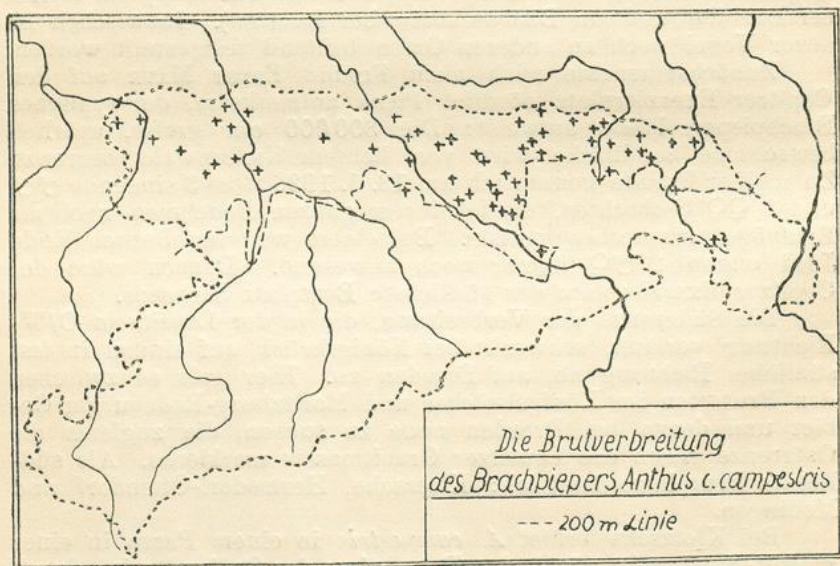 Die Brutverbreitung
des Brachpiepers, Anthus c. campestris
--- 200 m Linie